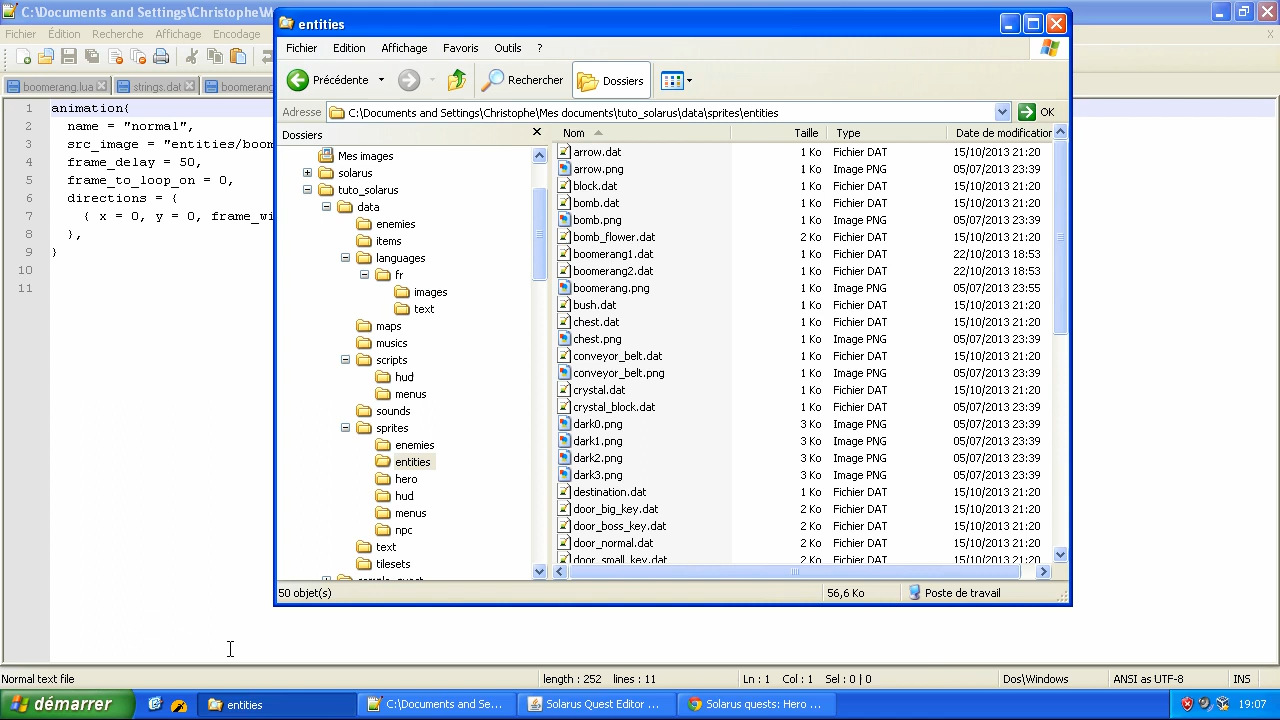 C:\Documents and Settings\Christophe\M
entities
Fichier Édition Recherche Affichage Encodage
Fichier Affichage Favoris Outils ?
X
Précédente Rechercher Dossiers
boomerang.lua strings.dat boomerang
Adresse C:\Documents and Settings\Christophe\Mes documents\tuto_solarus\data\sprites\entities OK
Dossiers
Nom Taille Type Date de modification
Mes images
solarus
tuto_solarus
data
enemies
items
languages
fr
images
text
maps
musics
scripts
hud
menus
sounds
sprites
enemies
entities
hero
hud
menus
npc
text
tilesets
sample_quest
arrow.dat 1 Ko Fichier DAT 15/10/2013 21:20
arrow.png 1 Ko Image PNG 05/07/2013 23:39
block.dat 1 Ko Fichier DAT 15/10/2013 21:20
bomb.dat 1 Ko Fichier DAT 15/10/2013 21:20
bomb.png 1 Ko Image PNG 05/07/2013 23:39
bomb_flower.dat 2 Ko Fichier DAT 15/10/2013 21:20
boomerang1.dat 1 Ko Fichier DAT 22/10/2013 18:53
boomerang2.dat 1 Ko Fichier DAT 22/10/2013 18:53
boomerang.png 1 Ko Image PNG 05/07/2013 23:55
bush.dat 1 Ko Fichier DAT 15/10/2013 21:20
chest.dat 1 Ko Fichier DAT 15/10/2013 21:20
chest.png 1 Ko Image PNG 05/07/2013 23:39
conveyor_belt.dat 1 Ko Fichier DAT 15/10/2013 21:20
conveyor_belt.png 1 Ko Image PNG 05/07/2013 23:39
crystal.dat 1 Ko Fichier DAT 15/10/2013 21:20
crystal_block.dat 1 Ko Fichier DAT 05/07/2013 23:39
dark0.png 3 Ko Image PNG 05/07/2013 23:39
dark1.png 3 Ko Image PNG 05/07/2013 23:39
dark2.png 3 Ko Image PNG 05/07/2013 23:39
dark3.png 3 Ko Image PNG 05/07/2013 23:39
destination.dat 1 Ko Fichier DAT 15/10/2013 21:20
door_big_key.dat 2 Ko Fichier DAT 15/10/2013 21:20
door_boss_key.dat 2 Ko Fichier DAT 15/10/2013 21:20
door_normal.dat 2 Ko Fichier DAT 15/10/2013 21:20
door_small_key.dat 2 Ko Fichier DAT 15/10/2013 21:20
50 objet(s) 56,6 Ko Poste de travail
1 animation{
2 name = "normal",
3 src_image = "entities/boom
4 frame_delay = 50,
5 frame_to_loop_on = 0,
6 directions = {
7 { x = 0, y = 0, frame_wi
8 },
9 }
10
11
Normal text file length : 252 lines : 11 Ln : 1 Col : 1 Sel : 0 | 0 Dos\Windows ANSI as UTF-8 INS
démarrer entities C:\Documents and Se... Solarus Quest Editor ... Solarus quests: Hero ... 19:07